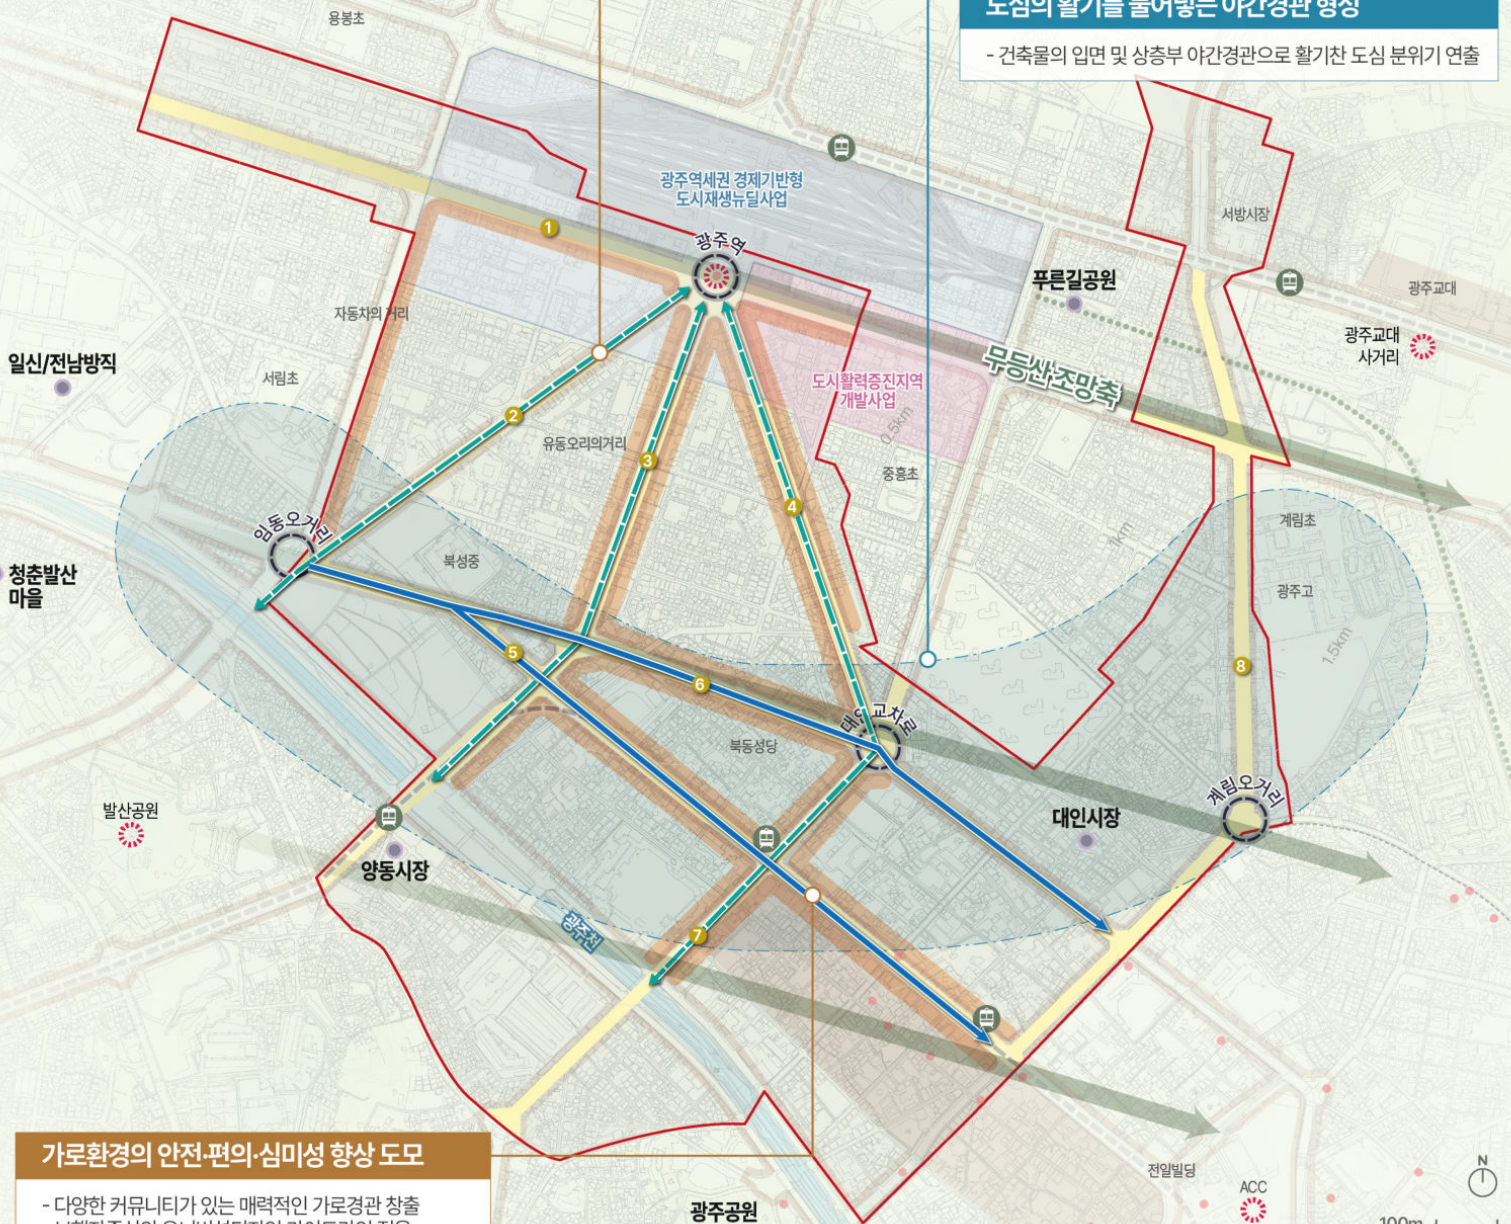 도심의 활기를 불어넣는 야간경관 형성
- 건축물의 입면 및 상층부 야간경관으로 활기찬 도심 분위기 연출
용봉초
광주역세권 경제기반형
도시재생뉴딜사업
서방시장
1
광주역
푸른길공원
광주교대
자동차의 거리
광주교대
사거리
일신/전남방직
서림초
무등산조망축
도시활력증진지역
개발사업
2
유동오리의거리
3
0.5km
중흥초
4
임동오거리
1km
계림초
북성중
청춘발산
마을
광주고
5
1.5km
8
6
대인교차로
북동성당
계림오거리
발산공원
대인시장
양동시장
광주천
7
가로환경의 안전·편의·심미성 향상 도모
- 다양한 커뮤니티가 있는 매력적인 가로경관 창출
전일빌딩
N
ACC
광주공원
100m